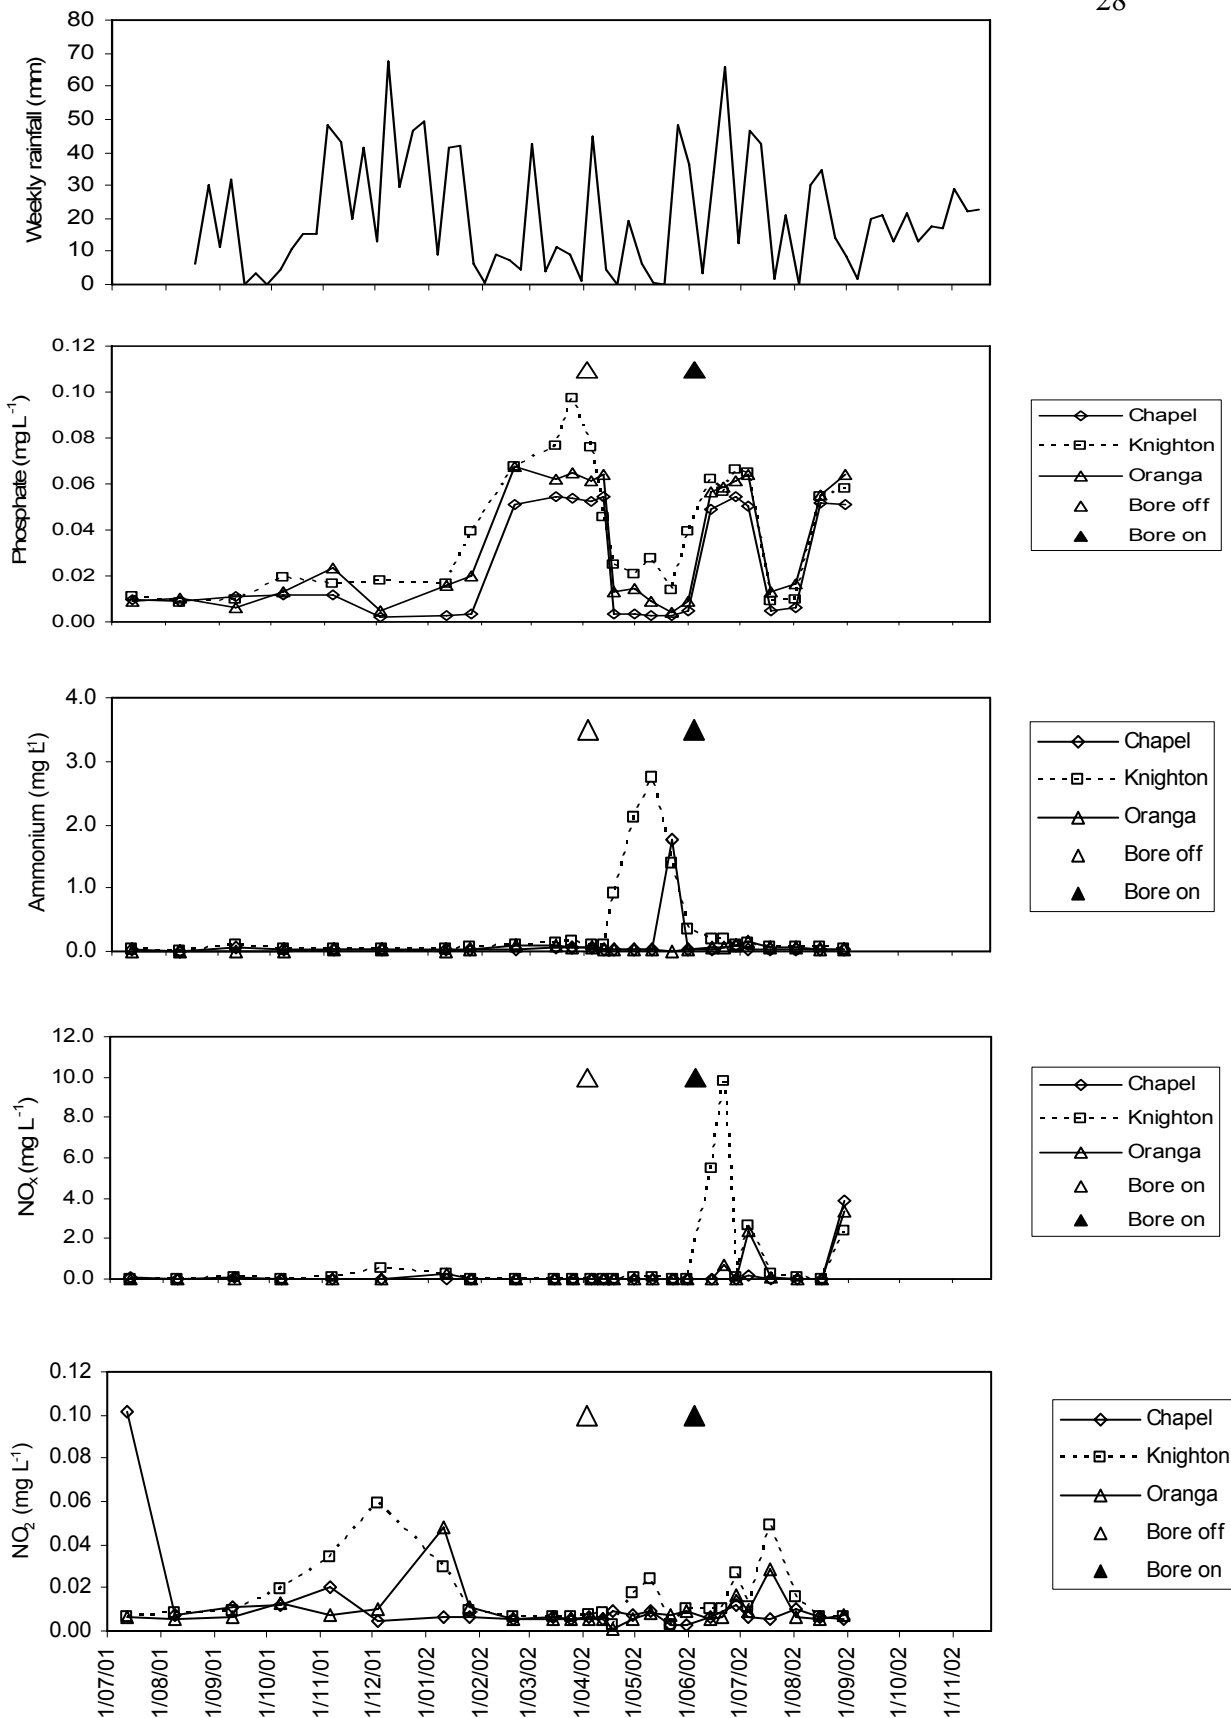 28
Weekly rainfall (mm)
80
70
60
50
40
30
20
10
0
Phosphate (mg L-1)
0.12
0.10
0.08
0.06
0.04
0.02
0.00
Chapel
Knighton
Oranga
Bore off
Bore on
Ammonium (mg L-1)
4.0
3.0
2.0
1.0
0.0
Chapel
Knighton
Oranga
Bore off
Bore on
NOx (mg L-1)
12.0
10.0
8.0
6.0
4.0
2.0
0.0
Chapel
Knighton
Oranga
Bore on
Bore on
NO2 (mg L-1)
0.12
0.10
0.08
0.06
0.04
0.02
0.00
Chapel
Knighton
Oranga
Bore off
Bore on
1/07/01
1/08/01
1/09/01
1/10/01
1/11/01
1/12/01
1/01/02
1/02/02
1/03/02
1/04/02
1/05/02
1/06/02
1/07/02
1/08/02
1/09/02
1/10/02
1/11/02